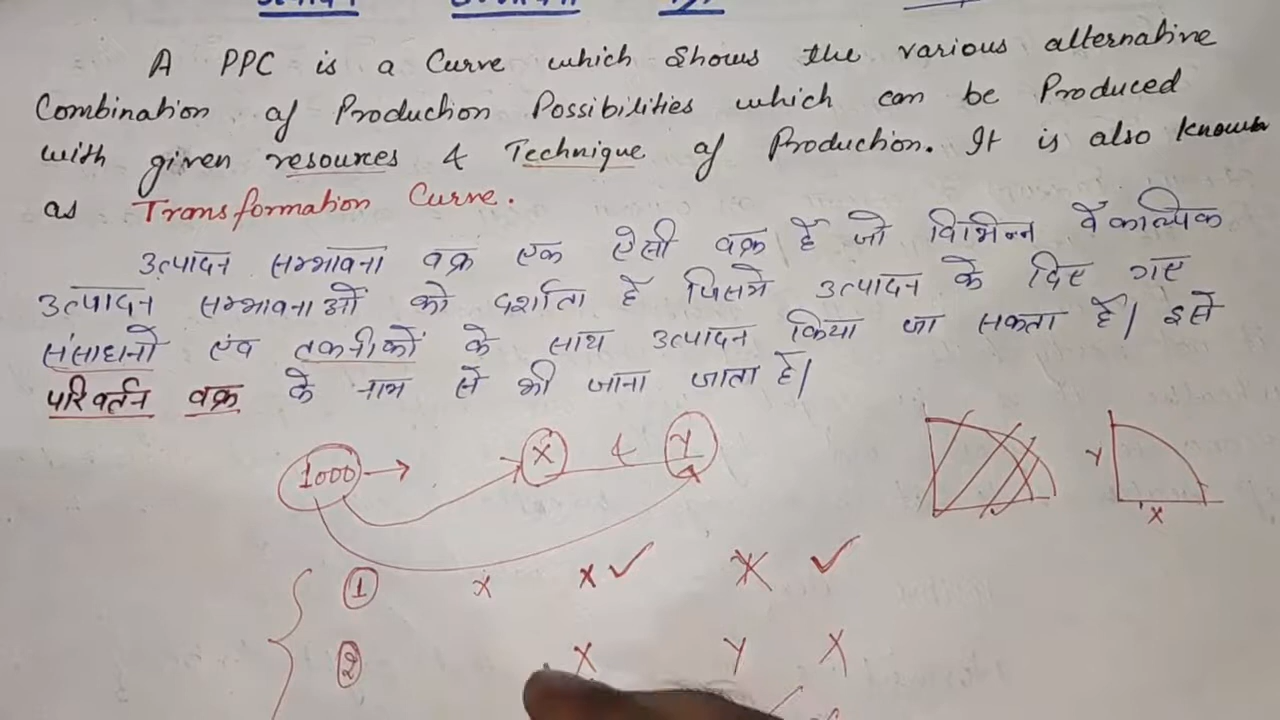 A PPC is a Curve which shows the various alternative
Combination of Production Possibilities which can be Produced
with given resources & Technique of Production. It is also known
as Transformation Curve.
उत्पादन सम्भावना वक्र एक ऐसी वक्र हैं जो विभिन्न वैकाल्पिक
उत्पादन सम्भावनाओं को दर्शाता है जिसमे उत्पादन के दिए गए
संसाधनो एंव तकनीकों के साथ उत्पादन किया जा सकता है। इसे
परिवर्तन वक्र के नाम से भी जाना जाता है।
1000 → X & Y
Y
X
① x x ✓ X ✓
② X Y X